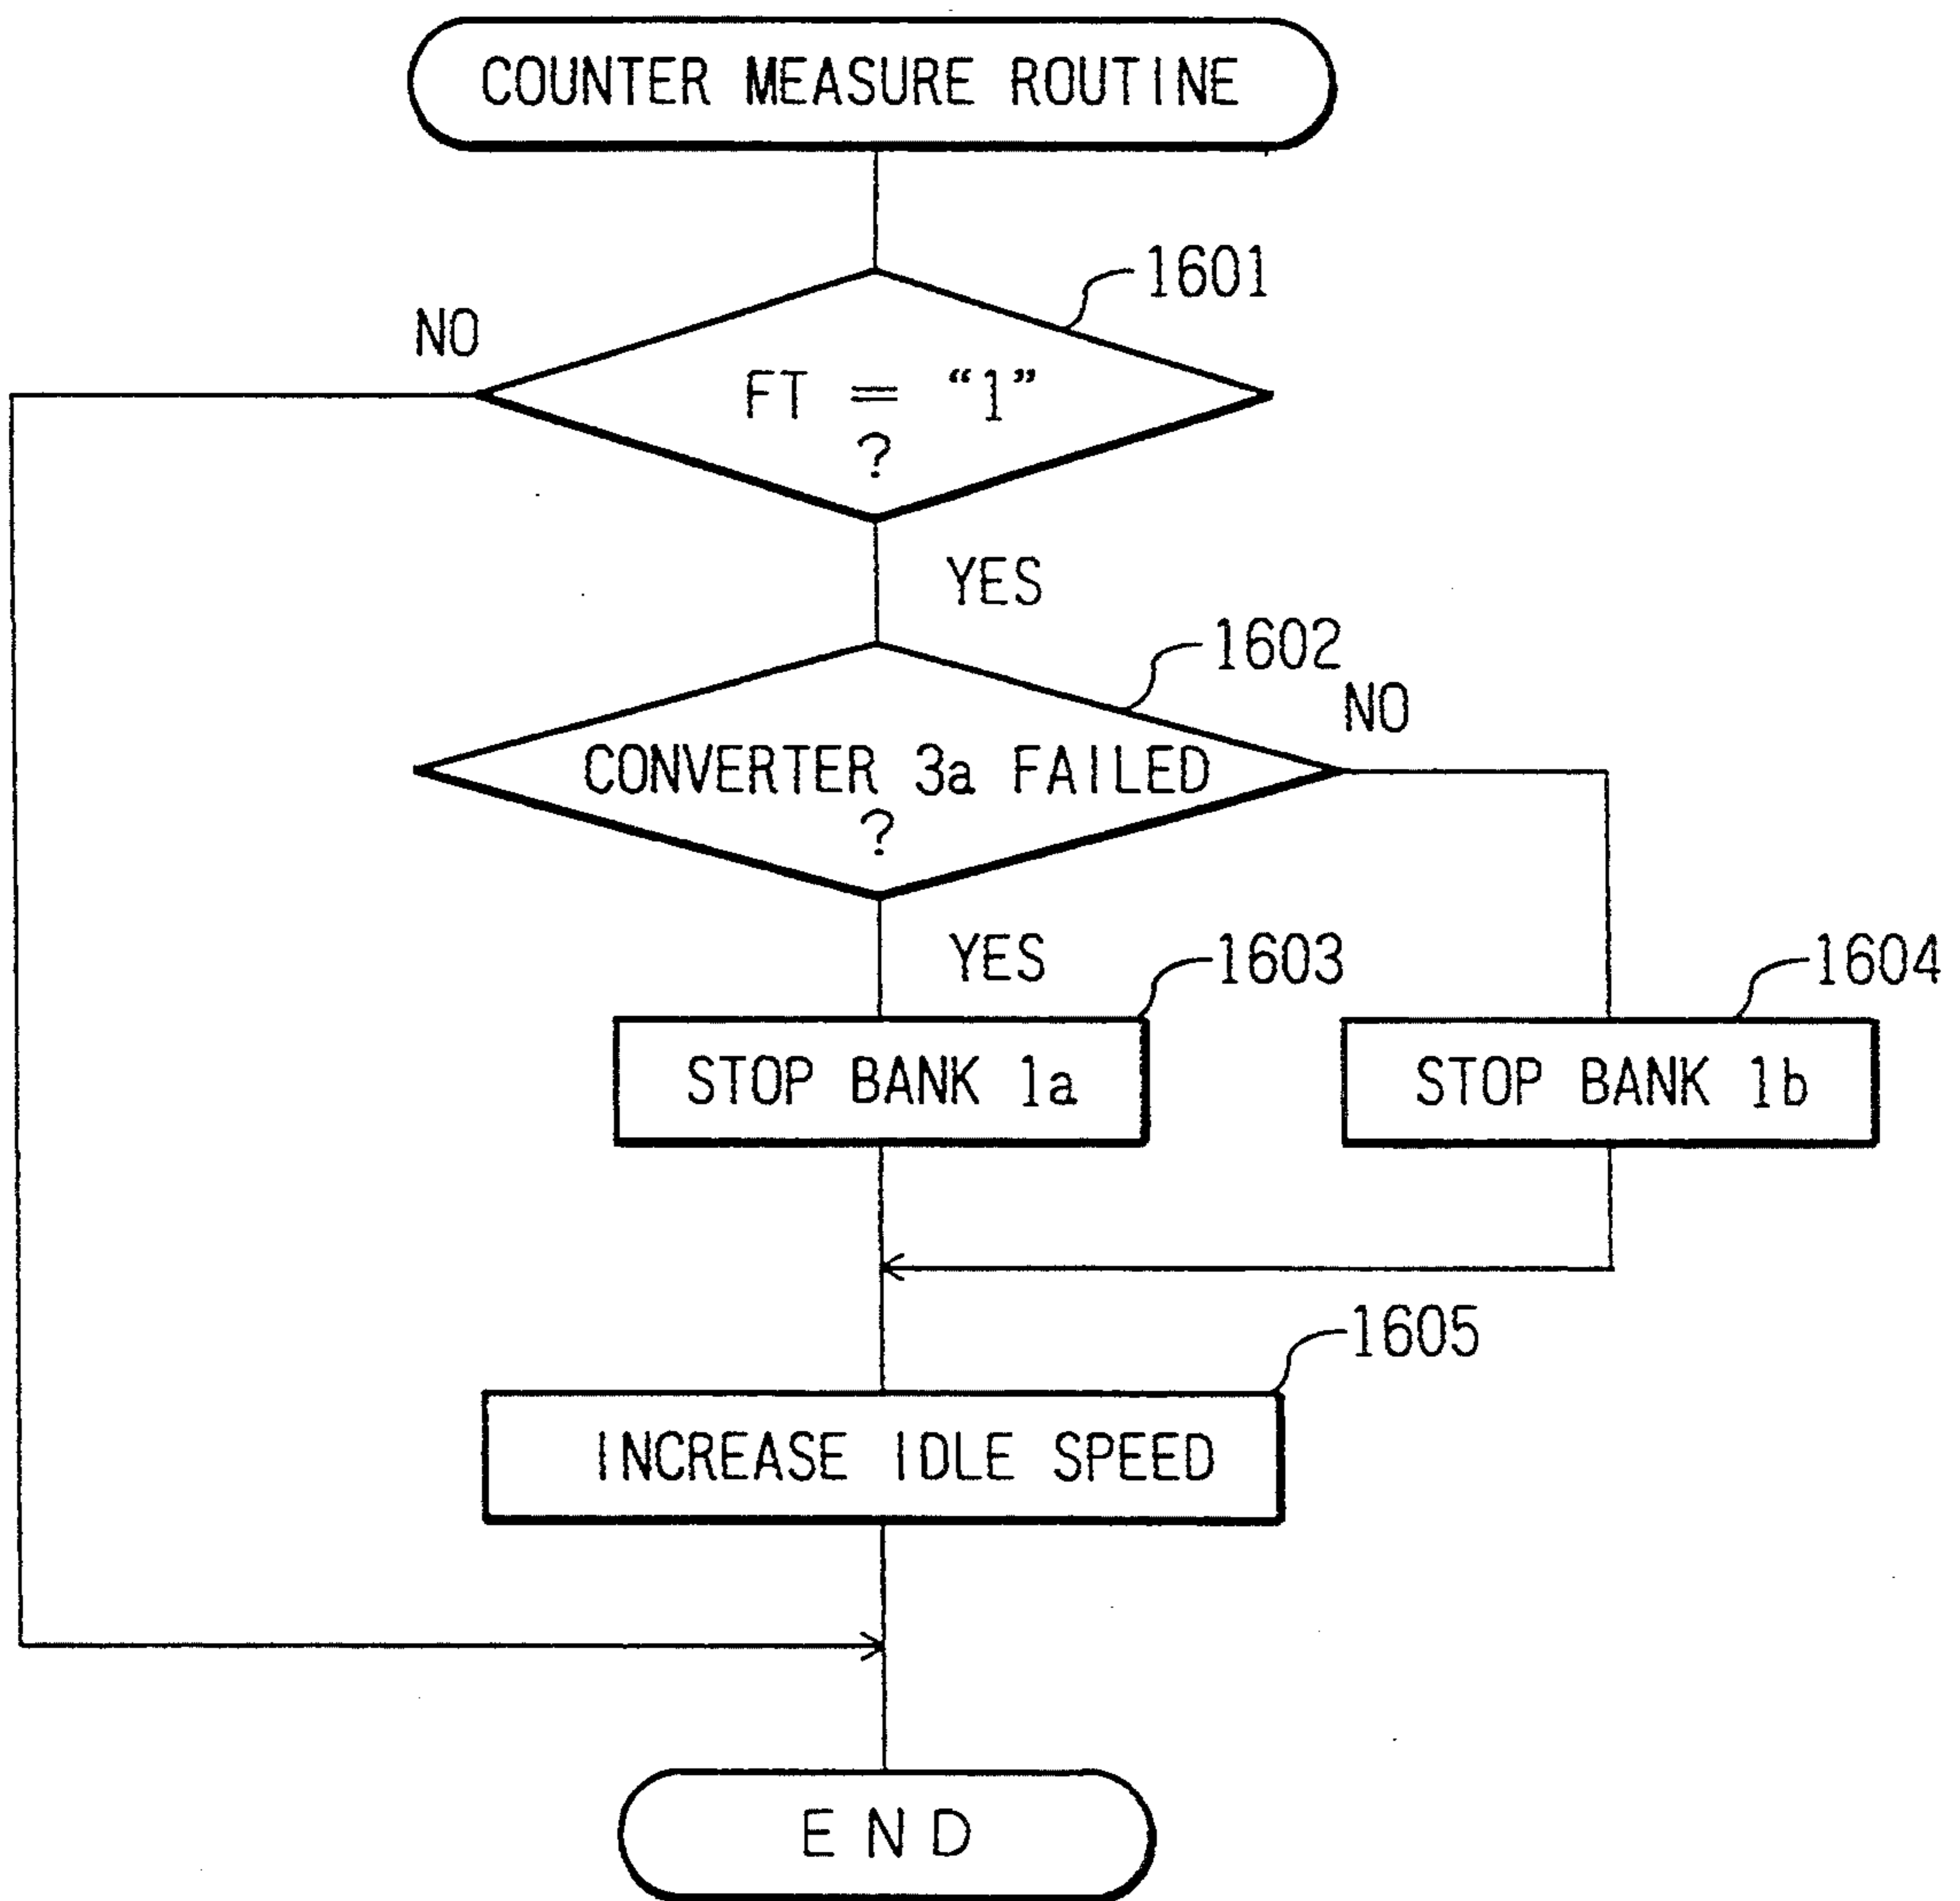 COUNTER MEASURE ROUTINE
1601
NO
FT = “1”
?
YES
1602
NO
CONVERTER 3a FAILED
?
YES
1603
1604
STOP BANK 1a
STOP BANK 1b
1605
INCREASE IDLE SPEED
END